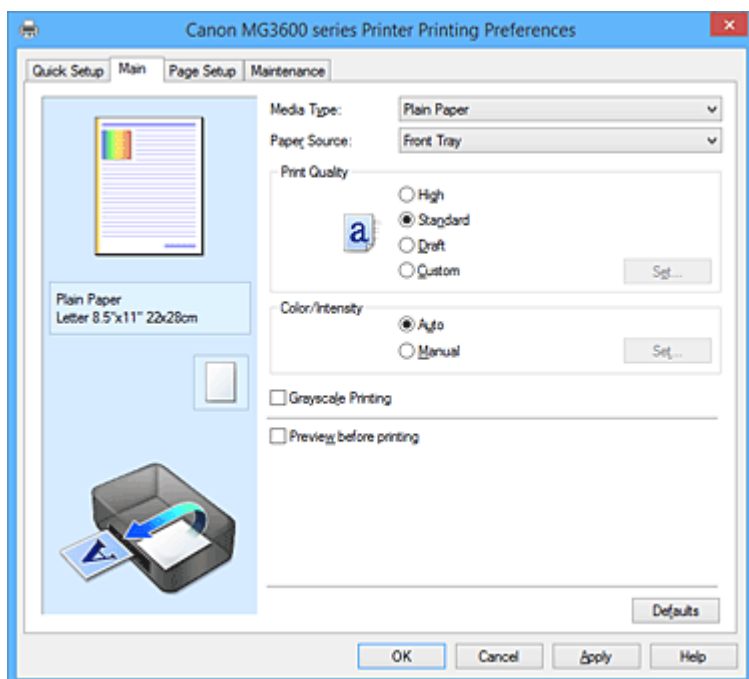 Canon MG3600 series Printer Printing Preferences
Quick Setup
Main
Page Setup
Maintenance
Media Type:
Plain Paper
Paper Source:
Front Tray
Print Quality
High
a
Standard
Draft
Custom
Set...
Plain Paper
Letter 8.5"x11" 22x28cm
Color/Intensity
Auto
Manual
Set...
Grayscale Printing
Preview before printing
A
Defaults
OK
Cancel
Apply
Help